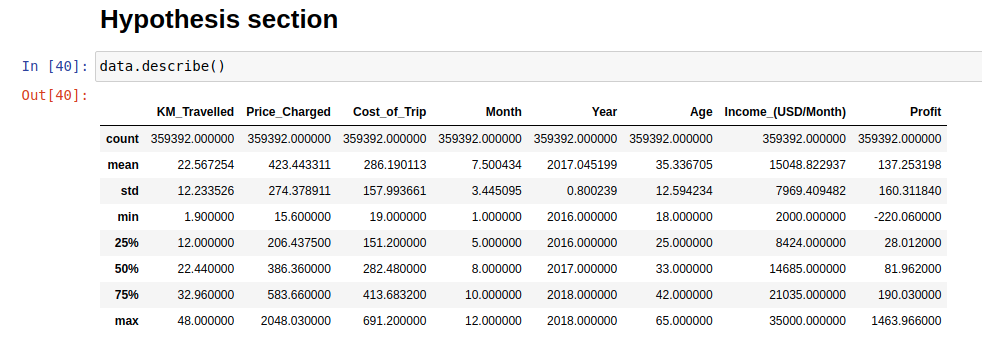 Hypothesis section
In [40]: data.describe()
Out[40]:
KM_Travelled Price_Charged Cost_of_Trip Month Year Age Income_(USD/Month) Profit
count 359392.000000 359392.000000 359392.000000 359392.000000 359392.000000 359392.000000 359392.000000 359392.000000
mean 22.567254 423.443311 286.190113 7.500434 2017.045199 35.336705 15048.822937 137.253198
std 12.233526 274.378911 157.993661 3.445095 0.800239 12.594234 7969.409482 160.311840
min 1.900000 15.600000 19.000000 1.000000 2016.000000 18.000000 2000.000000 -220.060000
25% 12.000000 206.437500 151.200000 5.000000 2016.000000 25.000000 8424.000000 28.012000
50% 22.440000 386.360000 282.480000 8.000000 2017.000000 33.000000 14685.000000 81.962000
75% 32.960000 583.660000 413.683200 10.000000 2018.000000 42.000000 21035.000000 190.030000
max 48.000000 2048.030000 691.200000 12.000000 2018.000000 65.000000 35000.000000 1463.966000